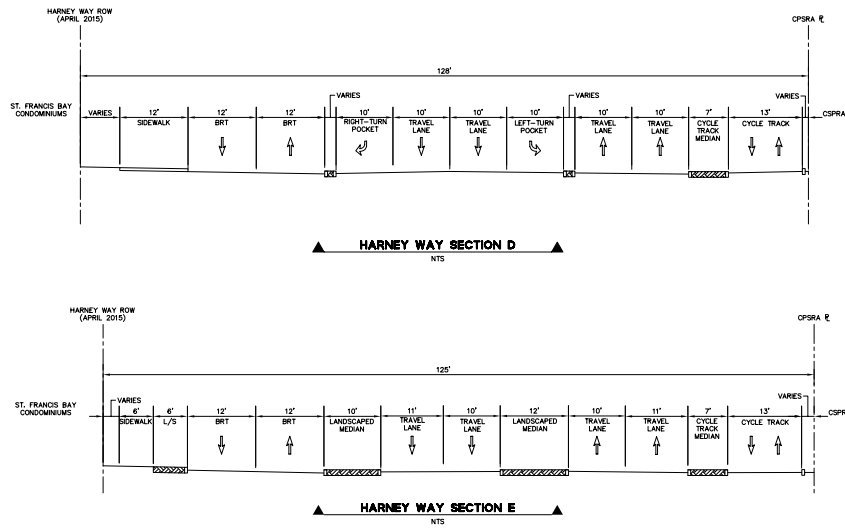 HARNEY WAY ROW
(APRIL 2015)
CPSRA ⅊
128'
ST. FRANCIS BAY
CONDOMINIUMS
VARIES
12'
SIDEWALK
12'
BRT
12'
BRT
VARIES
10'
RIGHT-TURN
POCKET
10'
TRAVEL
LANE
10'
TRAVEL
LANE
10'
LEFT-TURN
POCKET
VARIES
10'
TRAVEL
LANE
10'
TRAVEL
LANE
7'
CYCLE
TRACK
MEDIAN
13'
CYCLE TRACK
VARIES
CSPRA
HARNEY WAY SECTION D
NTS
HARNEY WAY ROW
(APRIL 2015)
CPSRA ⅊
125'
ST. FRANCIS BAY
CONDOMINIUMS
VARIES
6'
SIDEWALK
6'
L/S
12'
BRT
12'
BRT
10'
LANDSCAPED
MEDIAN
11'
TRAVEL
LANE
10'
TRAVEL
LANE
12'
LANDSCAPED
MEDIAN
10'
TRAVEL
LANE
11'
TRAVEL
LANE
7'
CYCLE
TRACK
MEDIAN
13'
CYCLE TRACK
VARIES
CSPRA
HARNEY WAY SECTION E
NTS